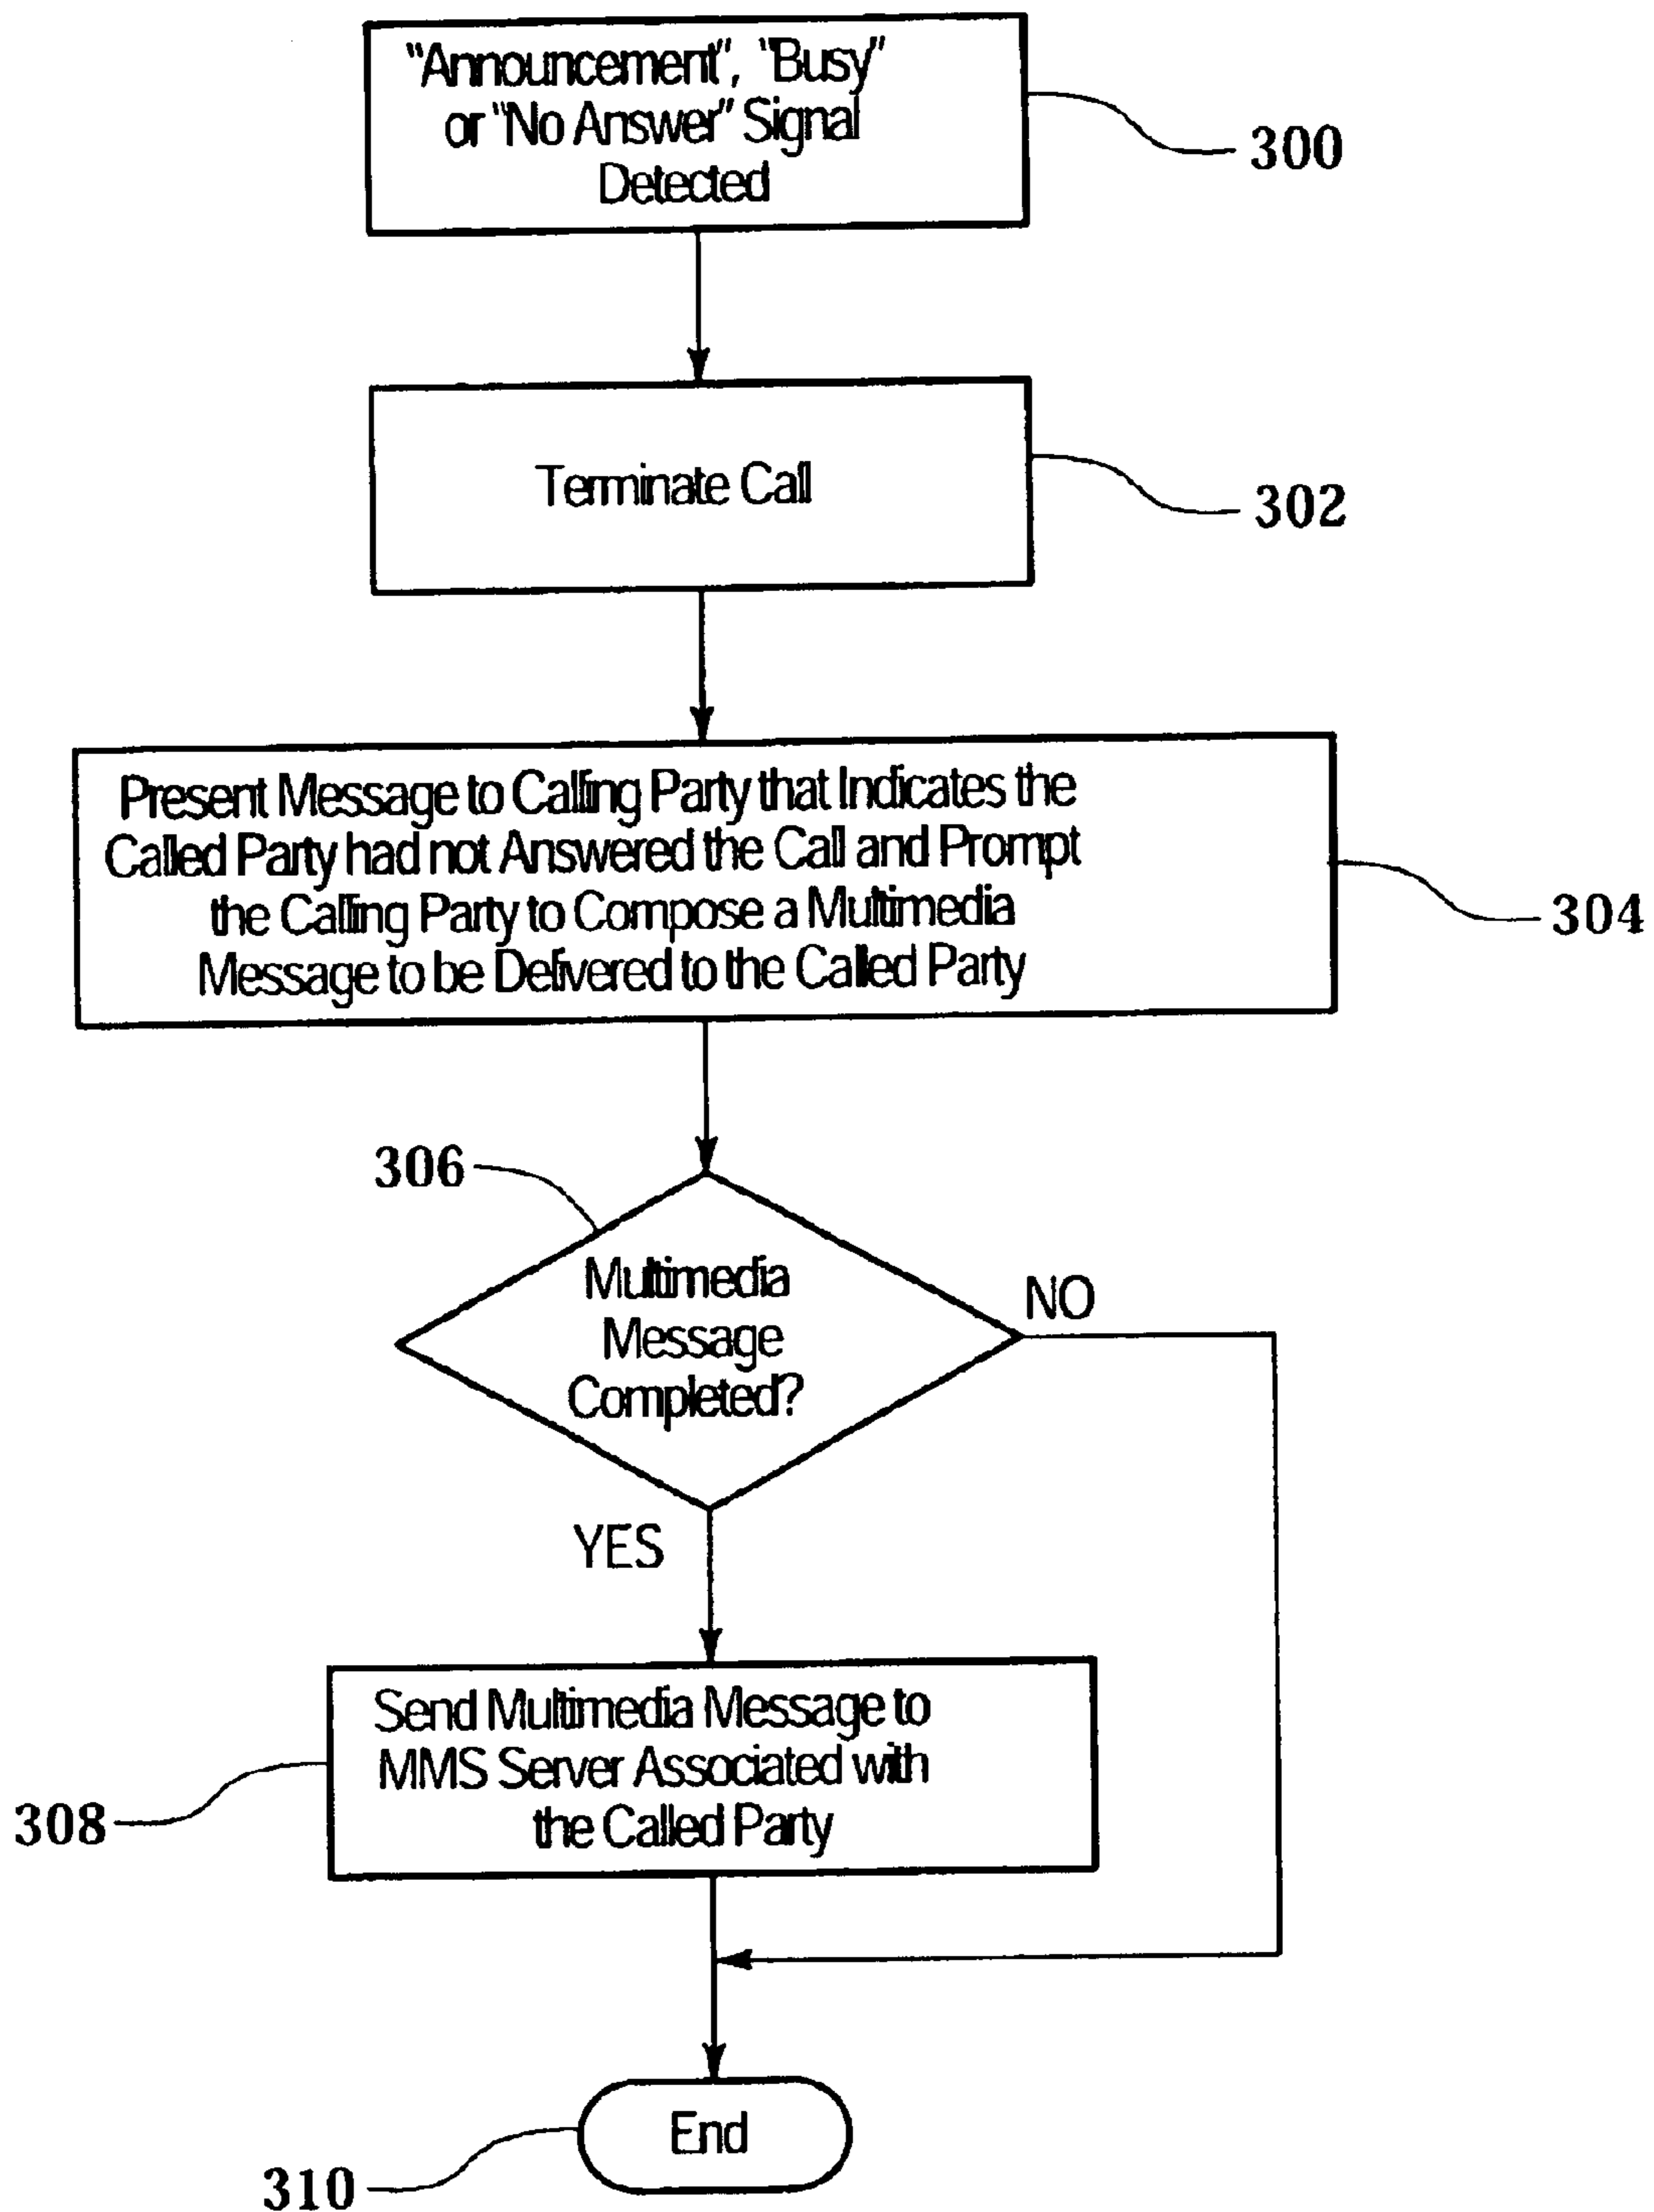 "Announcement", "Busy"
or "No Answer" Signal
Detected
300
Terminate Call
302
Present Message to Calling Party that Indicates the
Called Party had not Answered the Call and Prompt
the Calling Party to Compose a Multimedia
Message to be Delivered to the Called Party
304
306
Multimedia
Message
Completed?
NO
YES
Send Multimedia Message to
MMS Server Associated with
the Called Party
308
End
310